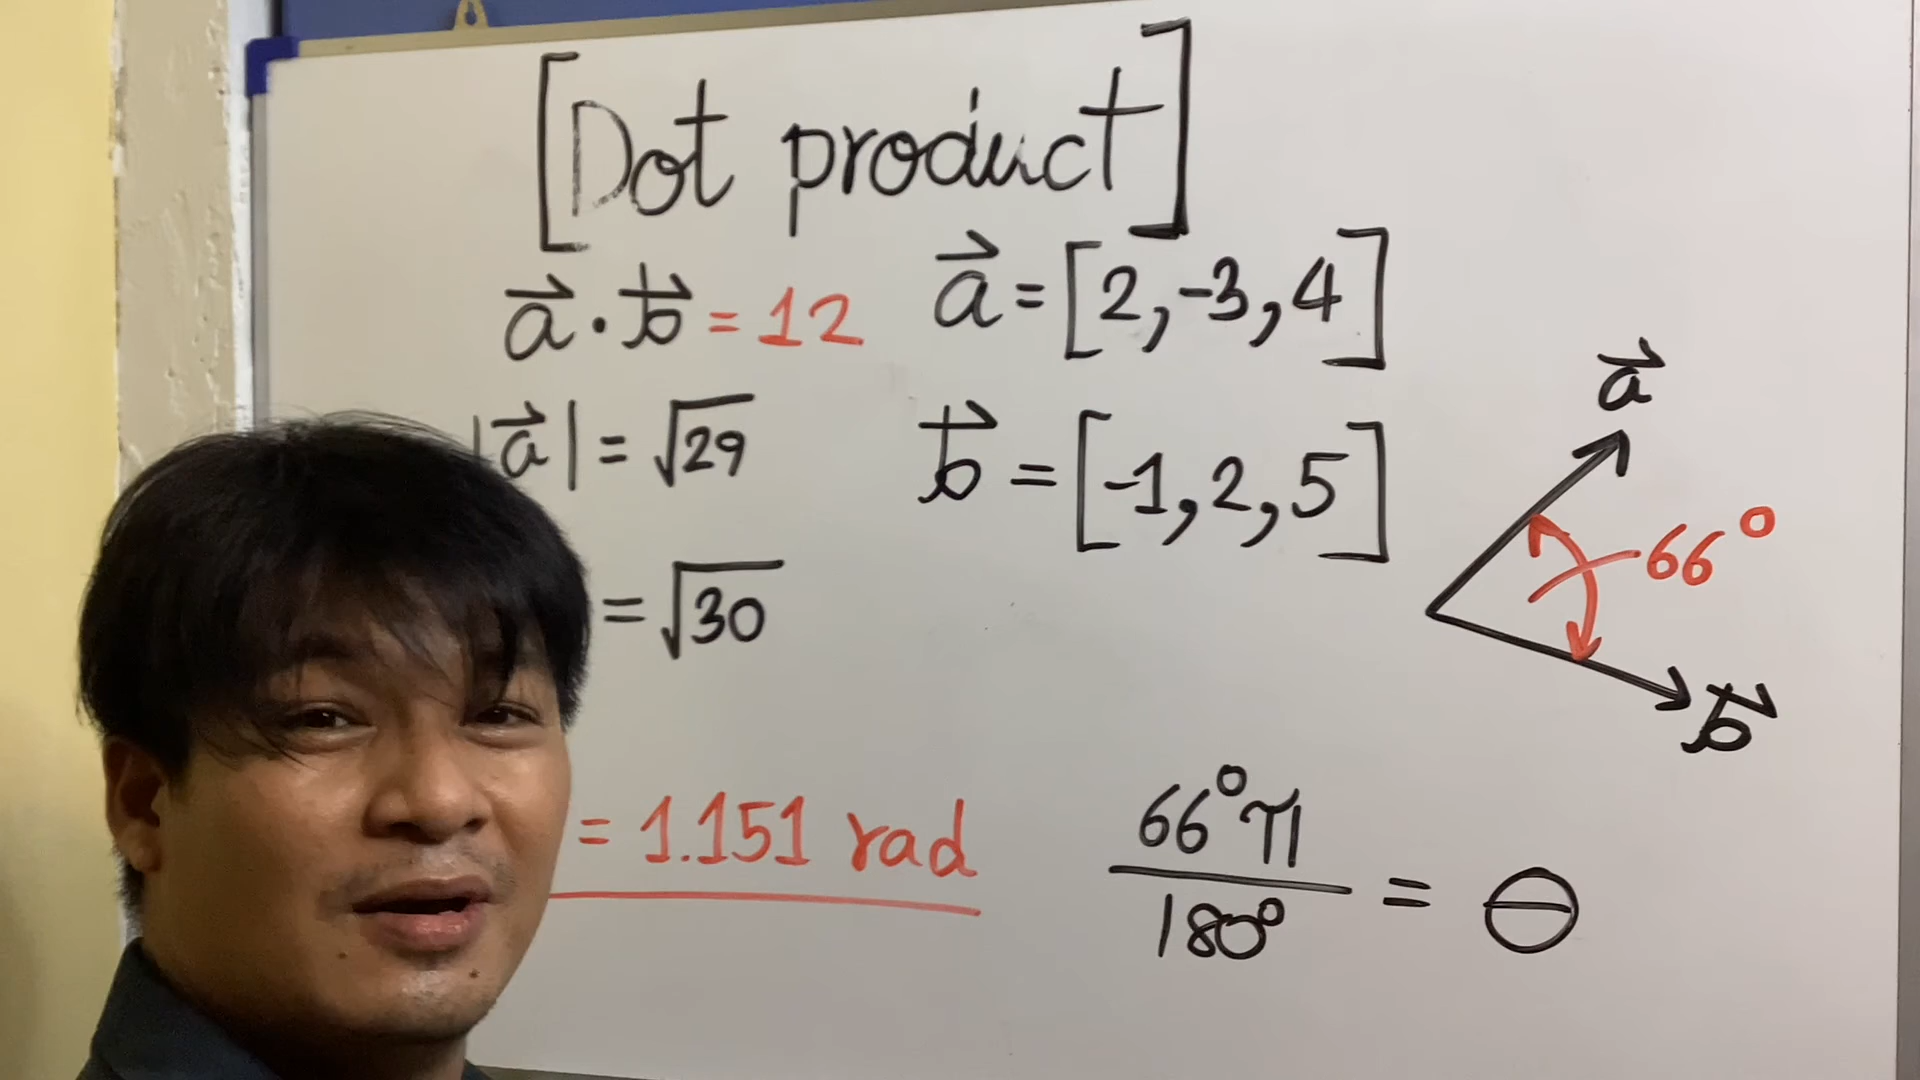 [Dot product]
a⃗ · b⃗ = 12
a⃗ = [2, -3, 4]
|a⃗| = √29
b⃗ = [-1, 2, 5]
= √30
a⃗
66°
b⃗
= 1.151 rad
66°π
180°
= θ